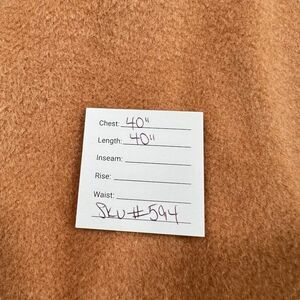 Chest: 40"
Length: 40"
Inseam:
Rise:
Waist:
SKU #594